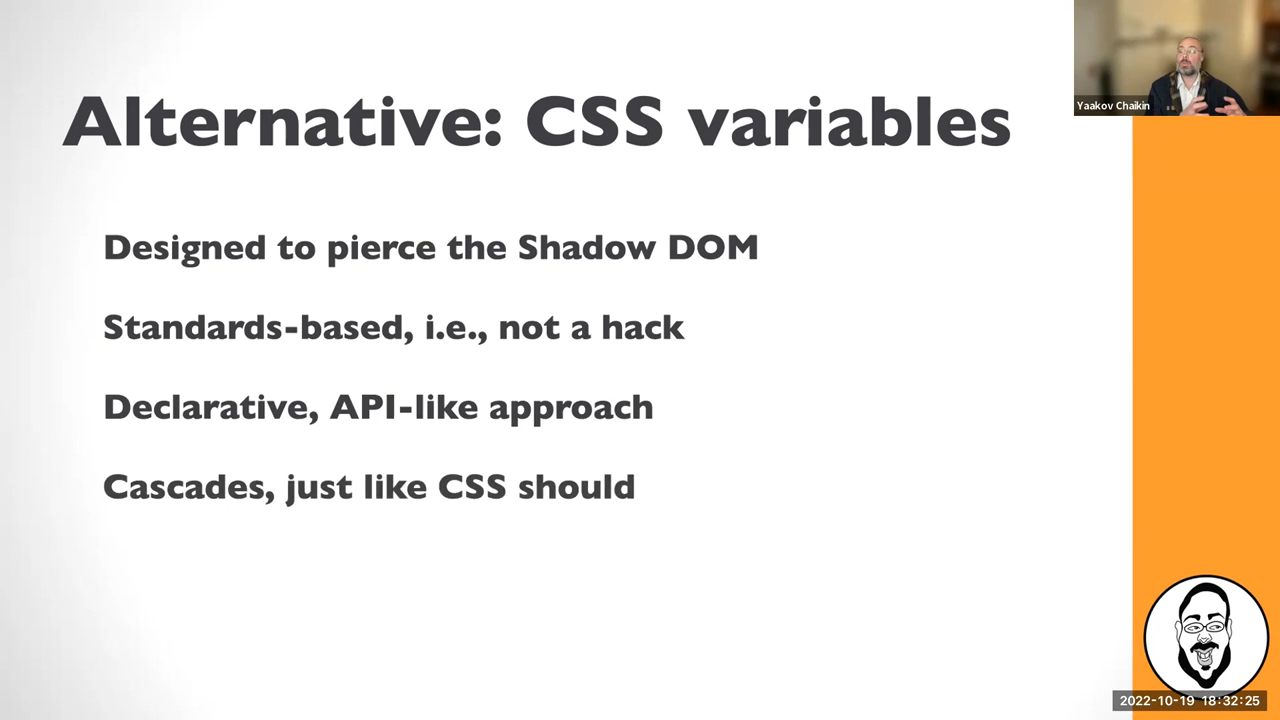 Alternative: CSS variables
Yaakov Chaikin
Designed to pierce the Shadow DOM
Standards-based, i.e., not a hack
Declarative, API-like approach
Cascades, just like CSS should
2022-10-19 18:32:25